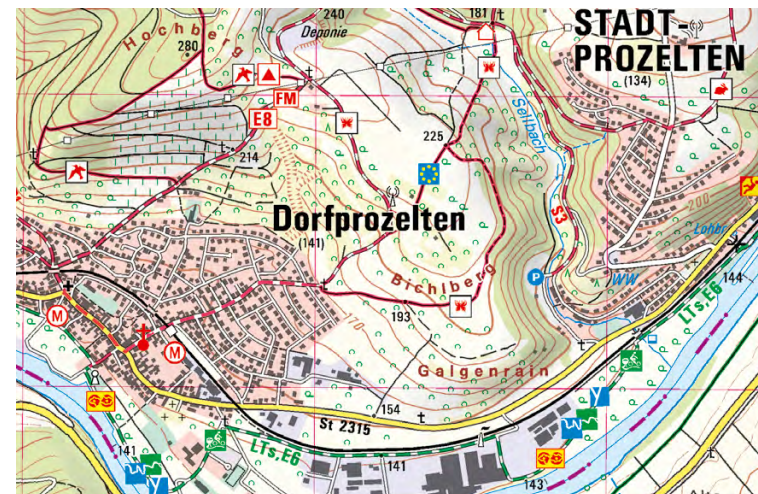 240
181
STADT-
PROZELTEN
(134)
Deponie
Hochberg
280
FM
E8
214
225
Sellbach
S3
200
Lohbr
Dorfprozelten
(141)
Bichlberg
P
WW
144
LTs,E6
193
170
M
M
Galgenrain
154
St 2315
LTs,E6
141
141
143
y
y